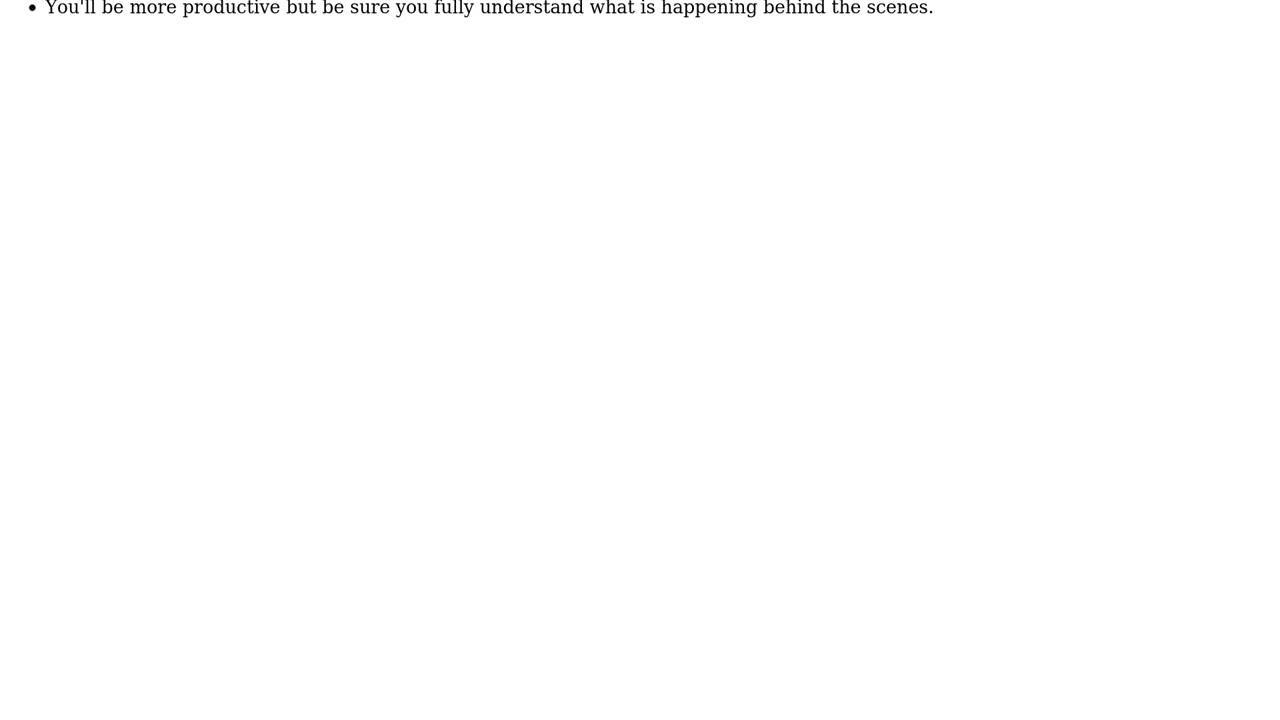 • You'll be more productive but be sure you fully understand what is happening behind the scenes.